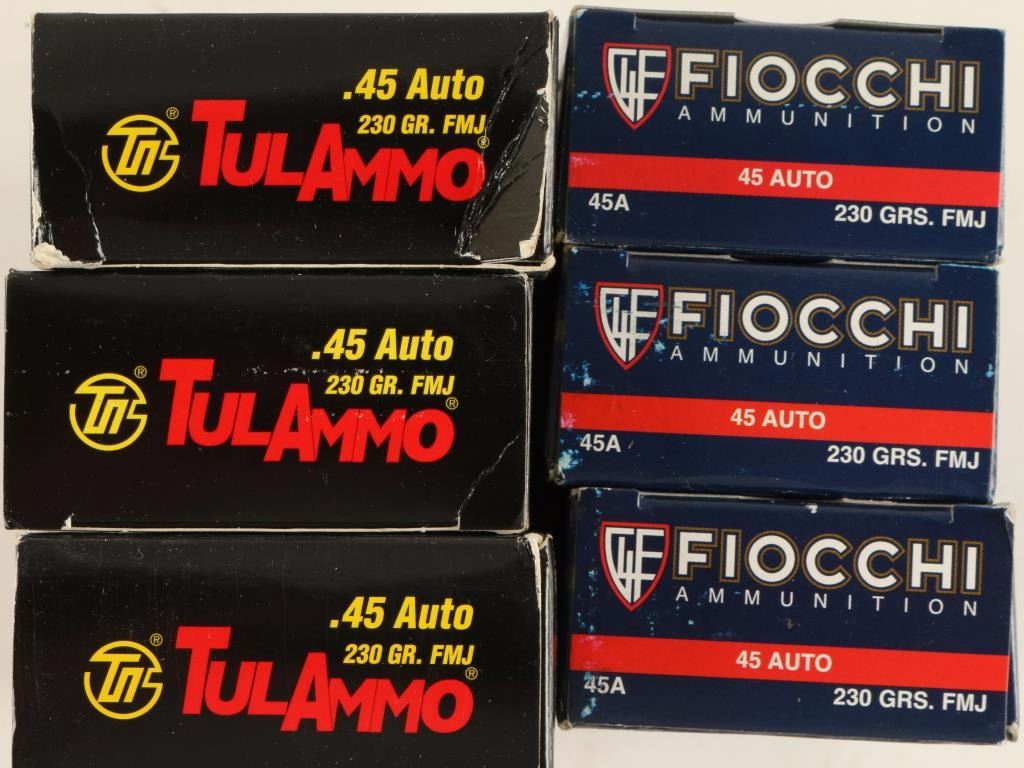 .45 Auto
230 GR. FMJ
TULAMMO®
®
.45 Auto
230 GR. FMJ
TULAMMO®
®
.45 Auto
230 GR. FMJ
TULAMMO®
®
FIOCCHI
AMMUNITION
45 AUTO
45A
230 GRS. FMJ
FIOCCHI
AMMUNITION
45 AUTO
45A
230 GRS. FMJ
FIOCCHI
AMMUNITION
45 AUTO
45A
230 GRS. FMJ